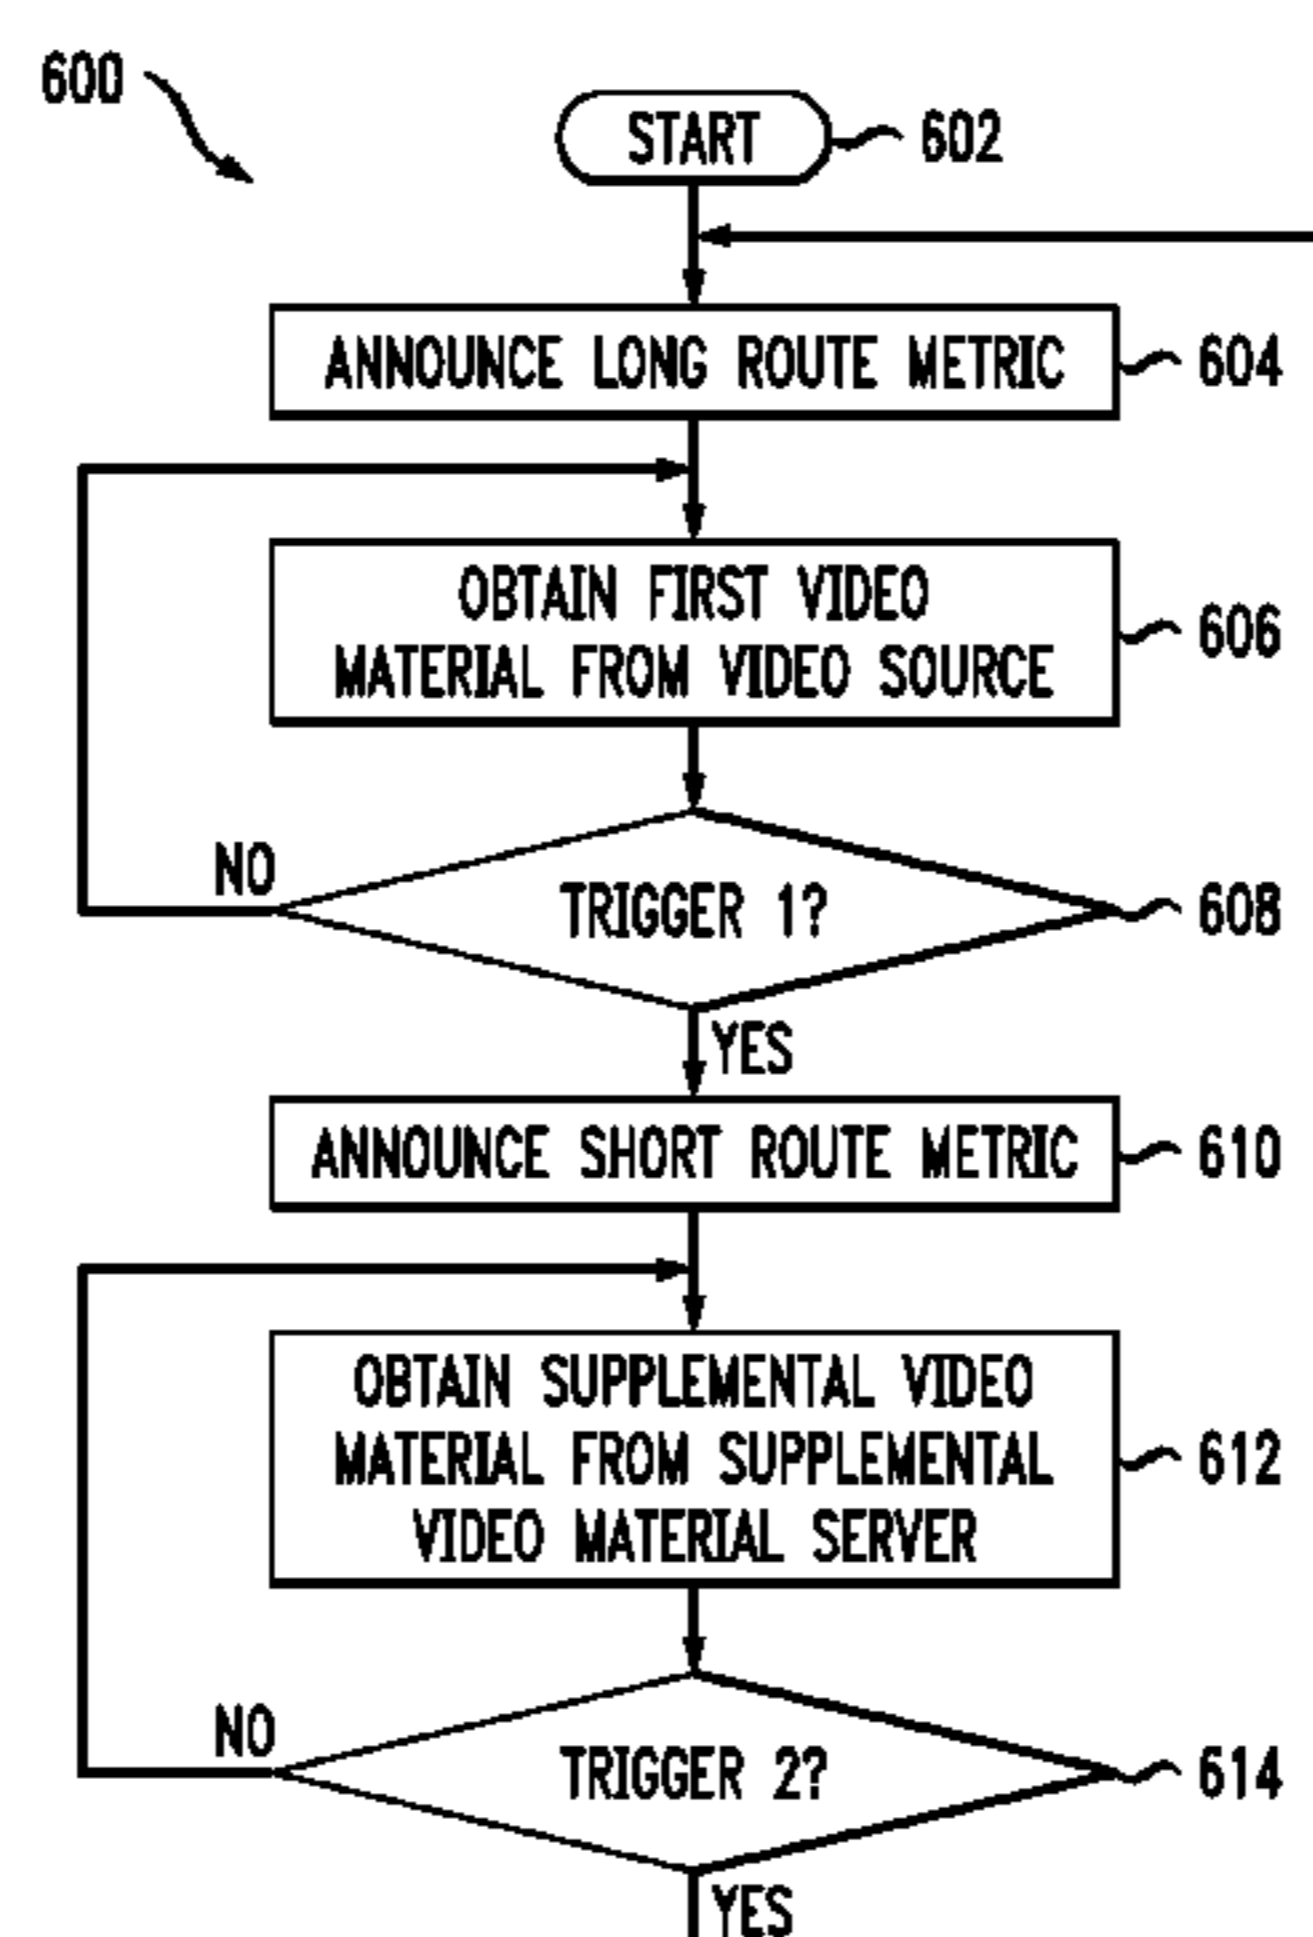 600
START
602
ANNOUNCE LONG ROUTE METRIC
604
OBTAIN FIRST VIDEO
MATERIAL FROM VIDEO SOURCE
606
NO
TRIGGER 1?
608
YES
ANNOUNCE SHORT ROUTE METRIC
610
OBTAIN SUPPLEMENTAL VIDEO
MATERIAL FROM SUPPLEMENTAL
VIDEO MATERIAL SERVER
612
NO
TRIGGER 2?
614
YES